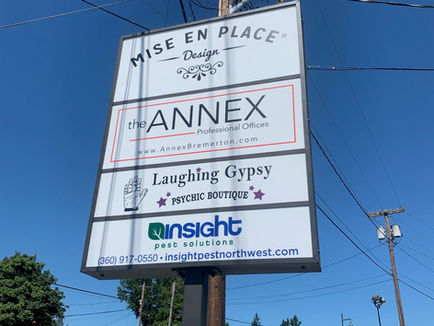 MISE EN PLACE®
Design
the ANNEX
Professional Offices
www.AnnexBremerton.com
Laughing Gypsy
PSYCHIC BOUTIQUE
insight
pest solutions
(360) 917-0550 • insightpestnorthwest.com